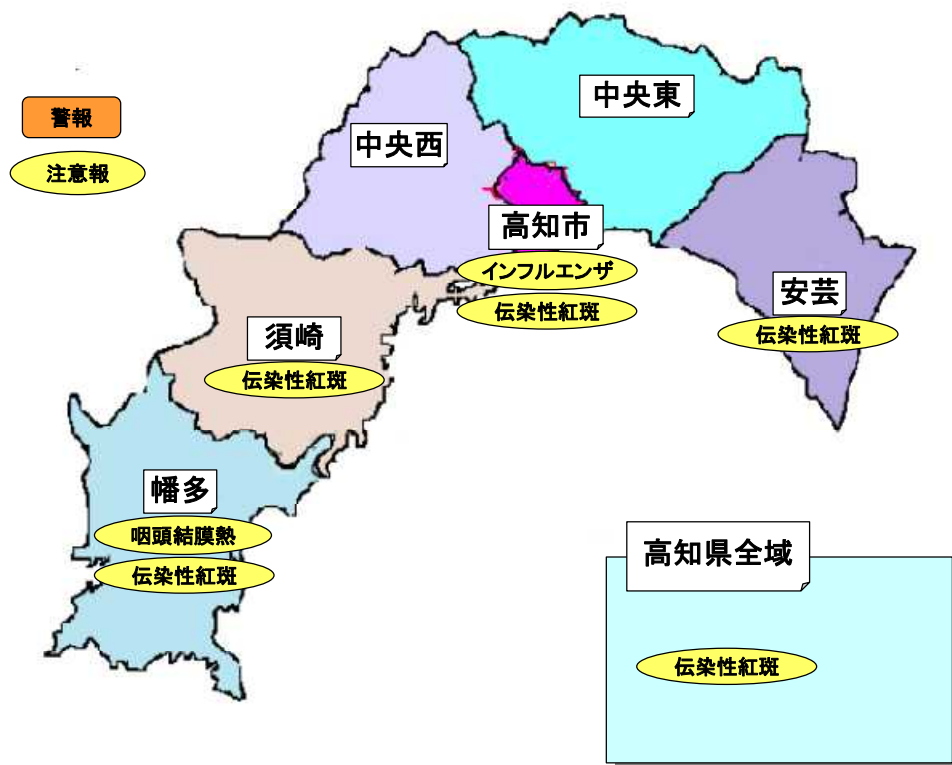 警報
注意報
中央東
中央西
高知市
インフルエンザ
伝染性紅斑
安芸
伝染性紅斑
須崎
伝染性紅斑
幡多
咽頭結膜熱
伝染性紅斑
高知県全域
伝染性紅斑